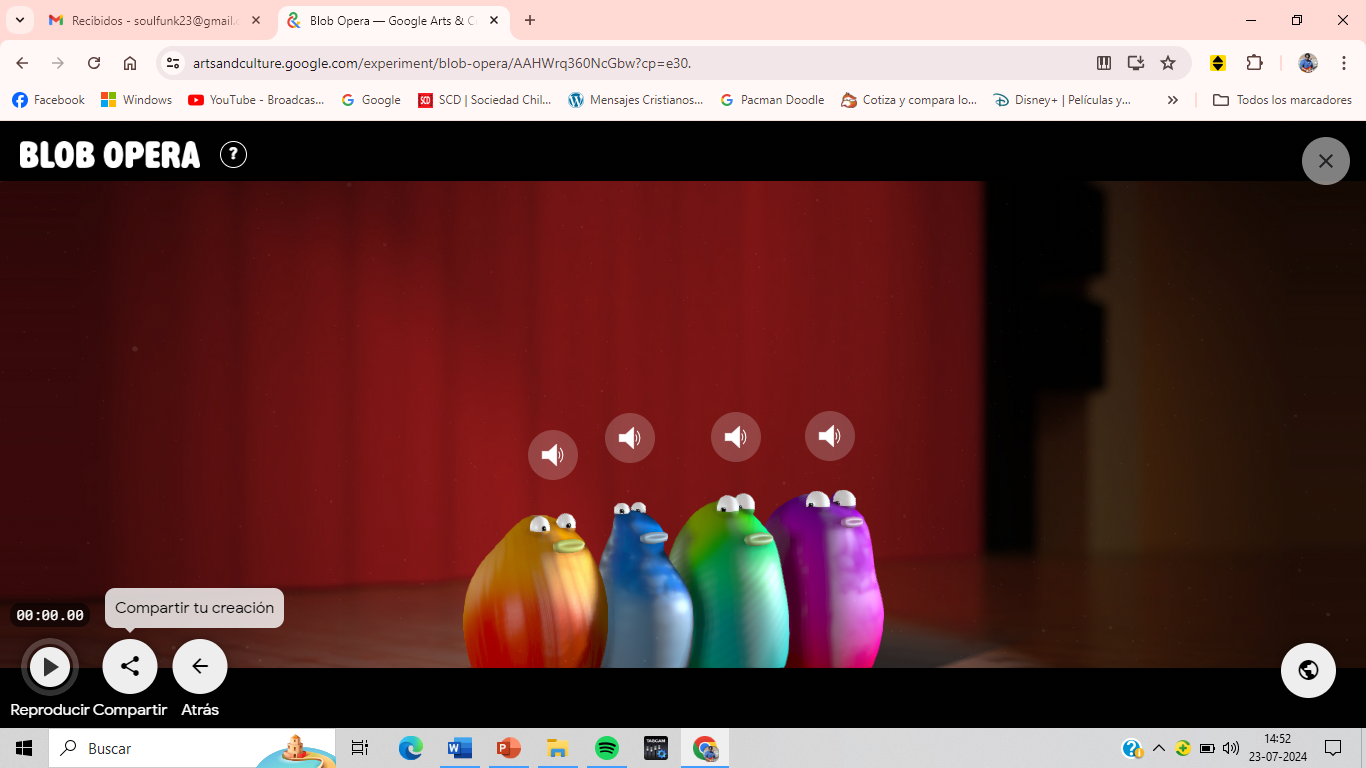 Recibidos - soulfunk23@gmail.c
Blob Opera — Google Arts & C
artsandculture.google.com/experiment/blob-opera/AAHWrq360NcGbw?cp=e30.
Facebook
Windows
YouTube - Broadcas...
Google
SCD | Sociedad Chil...
Mensajes Cristianos...
Pacman Doodle
Cotiza y compara lo...
Disney+ | Películas y...
Todos los marcadores
BLOB OPERA ?
Compartir tu creación
00:00.00
Reproducir Compartir Atrás
Buscar
14:52
23-07-2024